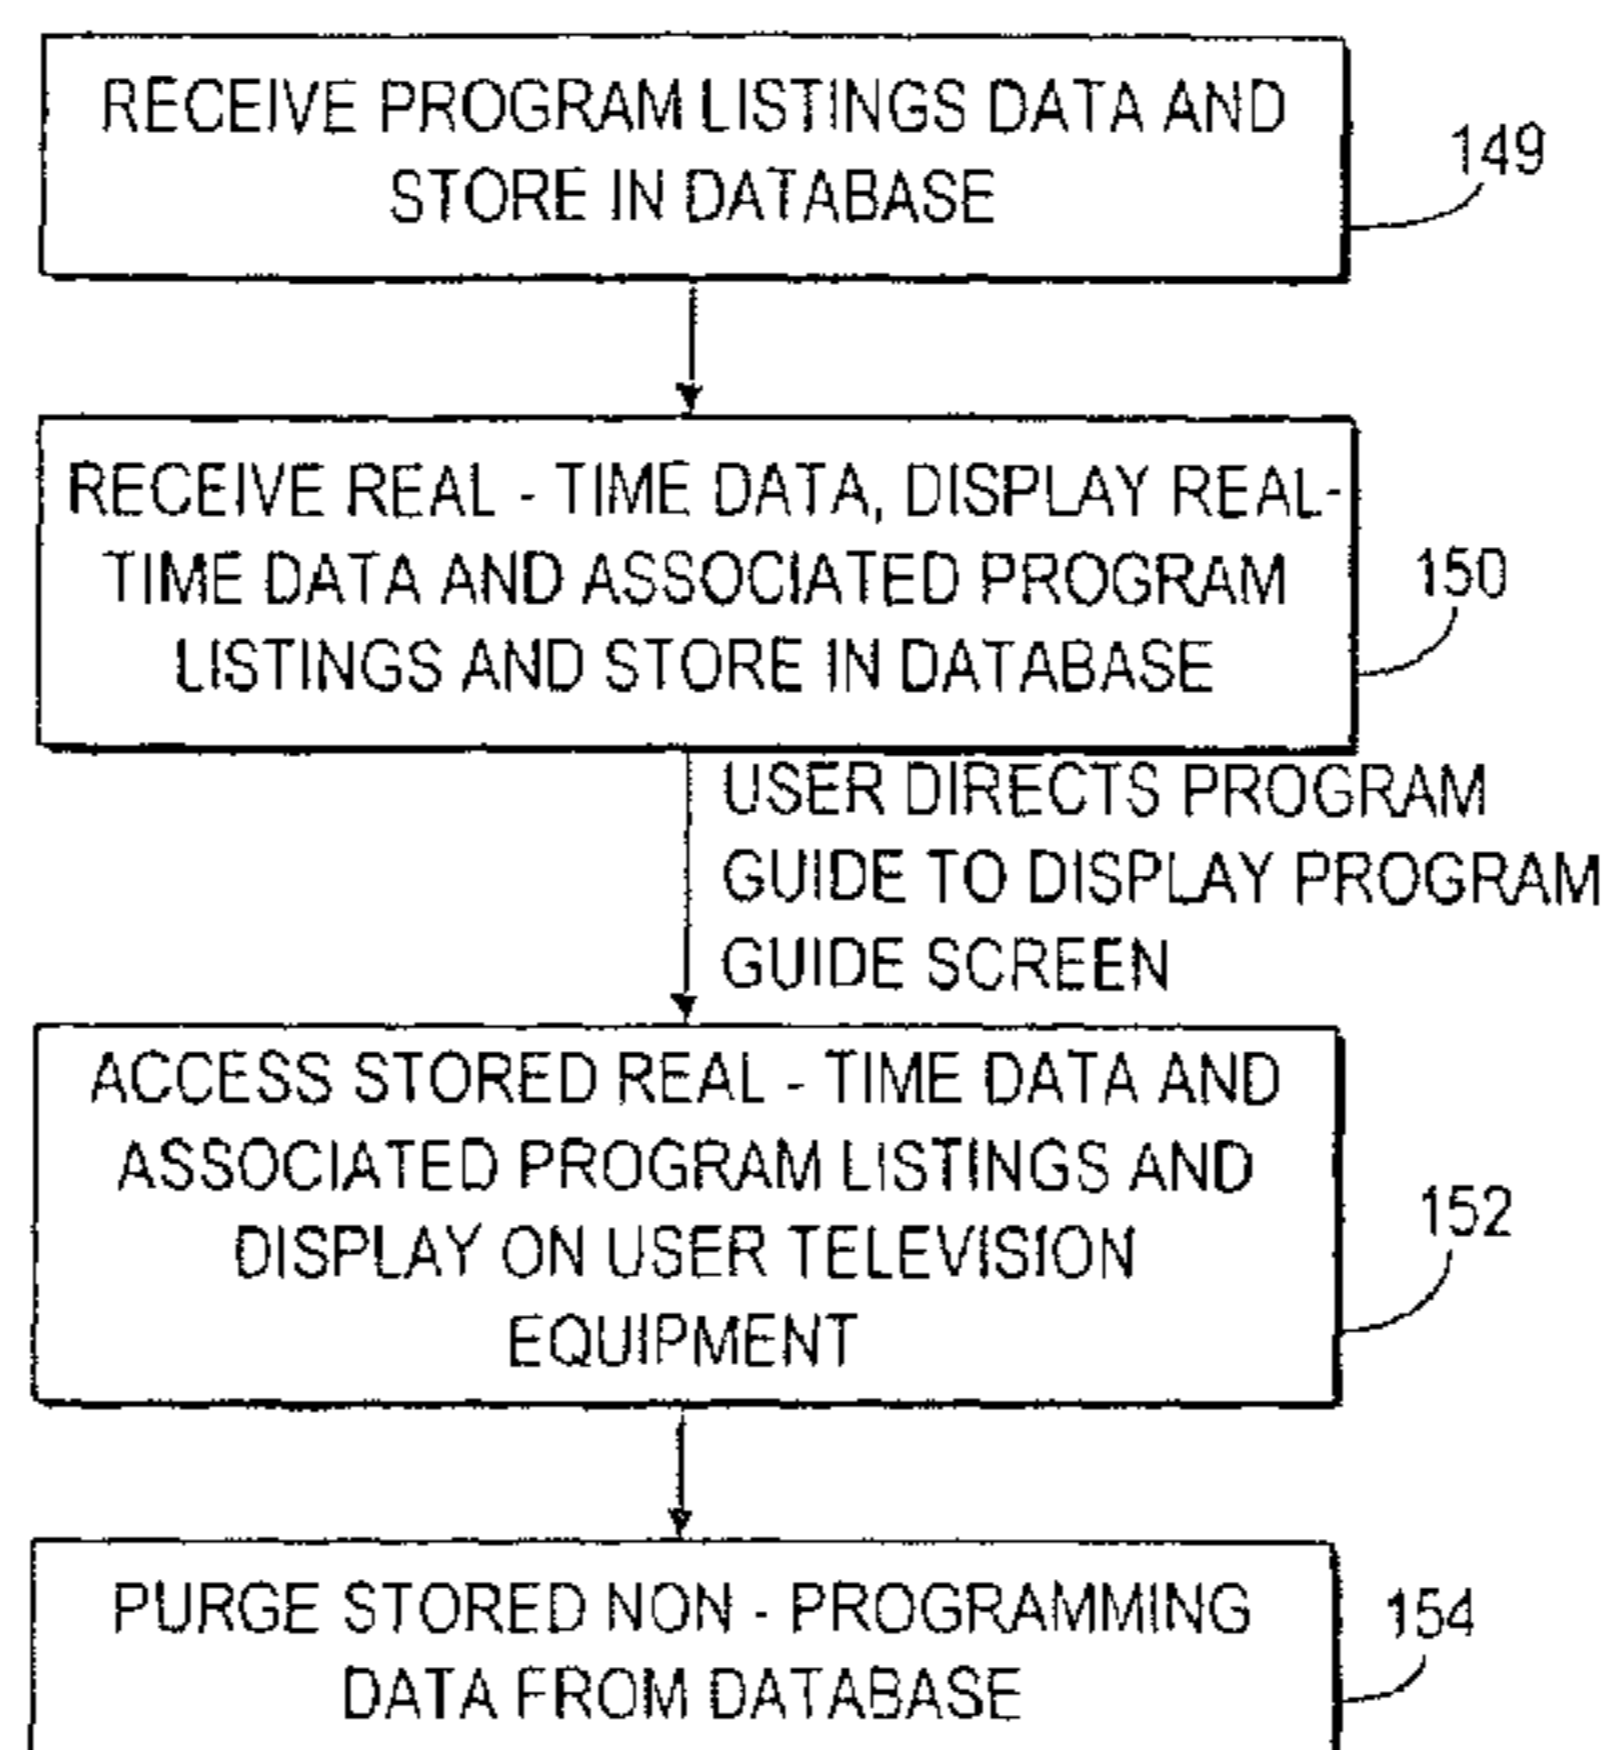 RECEIVE PROGRAM LISTINGS DATA AND
STORE IN DATABASE
149
RECEIVE REAL - TIME DATA, DISPLAY REAL-
TIME DATA AND ASSOCIATED PROGRAM
LISTINGS AND STORE IN DATABASE
150
USER DIRECTS PROGRAM
GUIDE TO DISPLAY PROGRAM
GUIDE SCREEN
ACCESS STORED REAL - TIME DATA AND
ASSOCIATED PROGRAM LISTINGS AND
DISPLAY ON USER TELEVISION
EQUIPMENT
152
PURGE STORED NON - PROGRAMMING
DATA FROM DATABASE
154